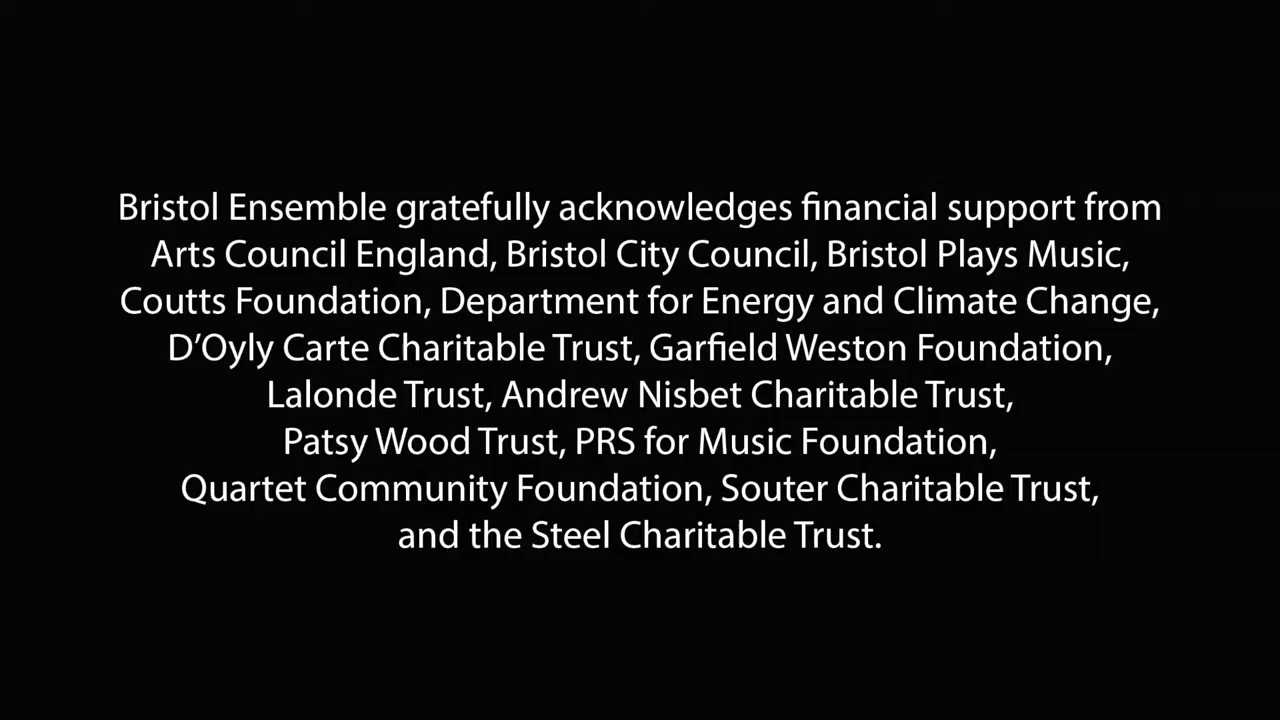 Bristol Ensemble gratefully acknowledges financial support from
Arts Council England, Bristol City Council, Bristol Plays Music,
Coutts Foundation, Department for Energy and Climate Change,
D’Oyly Carte Charitable Trust, Garfield Weston Foundation,
Lalonde Trust, Andrew Nisbet Charitable Trust,
Patsy Wood Trust, PRS for Music Foundation,
Quartet Community Foundation, Souter Charitable Trust,
and the Steel Charitable Trust.